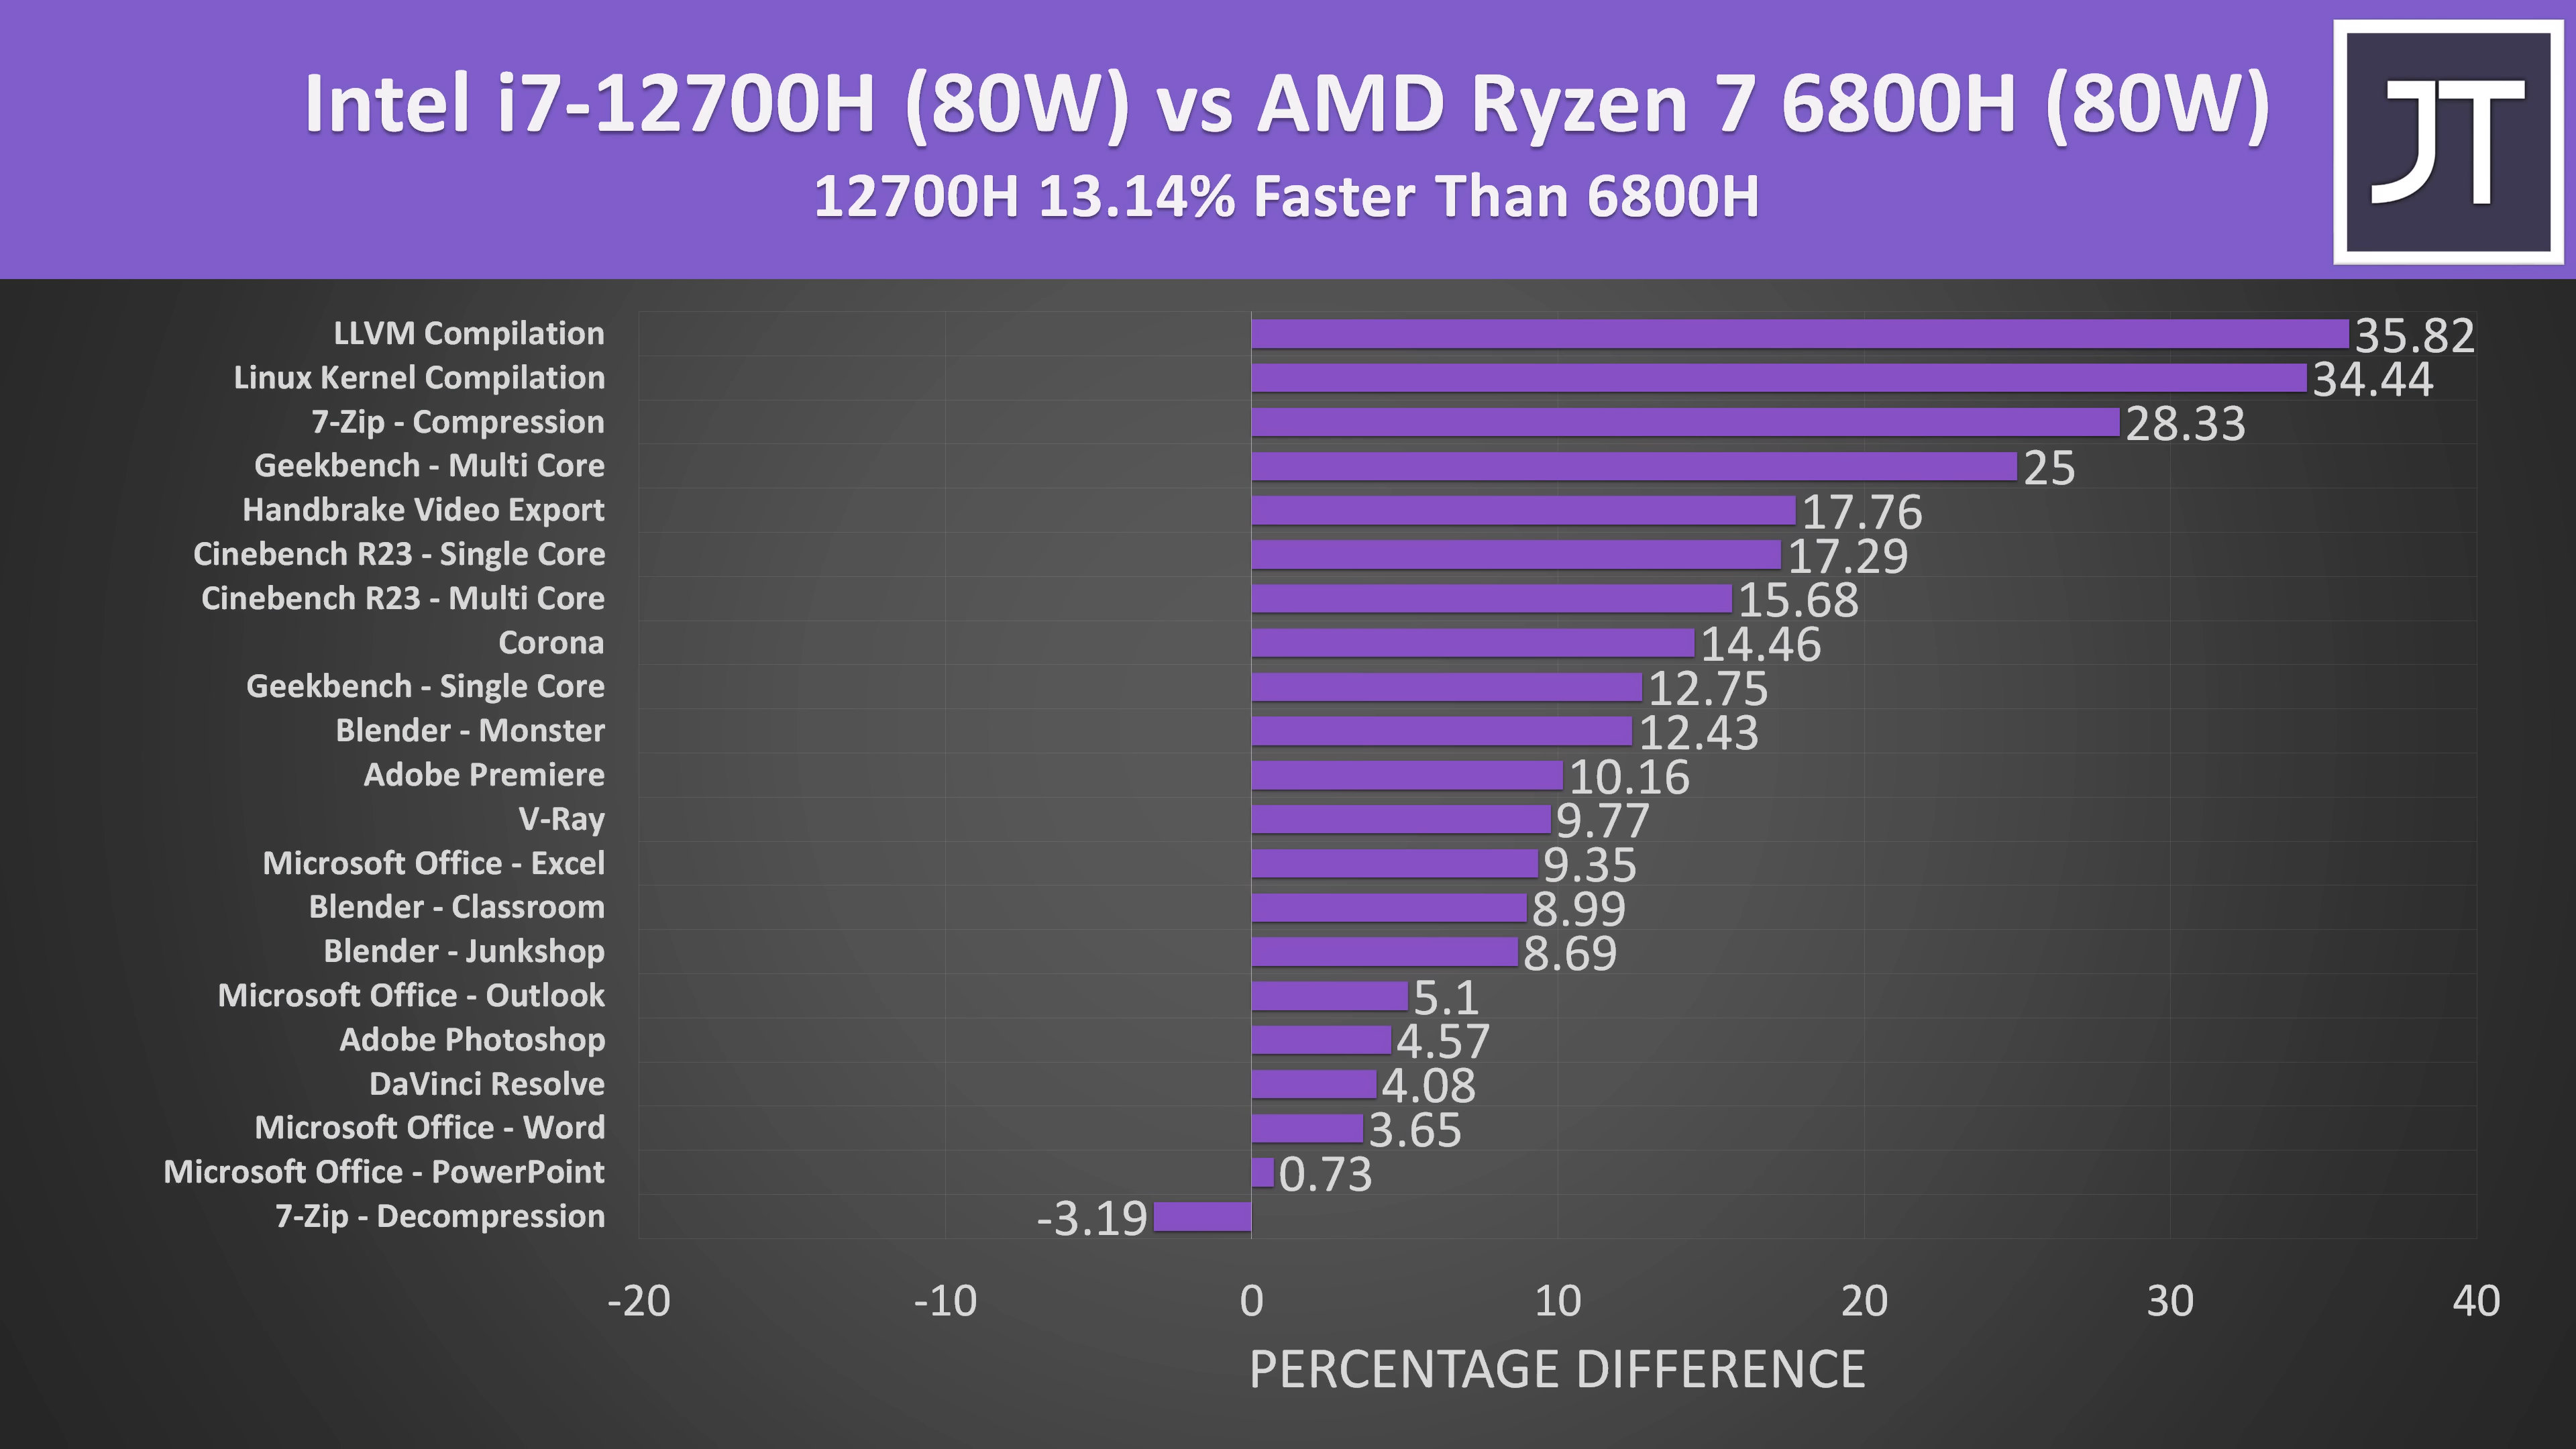 Intel i7-12700H (80W) vs AMD Ryzen 7 6800H (80W)
12700H 13.14% Faster Than 6800H
JT
LLVM Compilation 35.82
Linux Kernel Compilation 34.44
7-Zip - Compression 28.33
Geekbench - Multi Core 25
Handbrake Video Export 17.76
Cinebench R23 - Single Core 17.29
Cinebench R23 - Multi Core 15.68
Corona 14.46
Geekbench - Single Core 12.75
Blender - Monster 12.43
Adobe Premiere 10.16
V-Ray 9.77
Microsoft Office - Excel 9.35
Blender - Classroom 8.99
Blender - Junkshop 8.69
Microsoft Office - Outlook 5.1
Adobe Photoshop 4.57
DaVinci Resolve 4.08
Microsoft Office - Word 3.65
Microsoft Office - PowerPoint 0.73
7-Zip - Decompression -3.19
-20 -10 0 10 20 30 40
PERCENTAGE DIFFERENCE